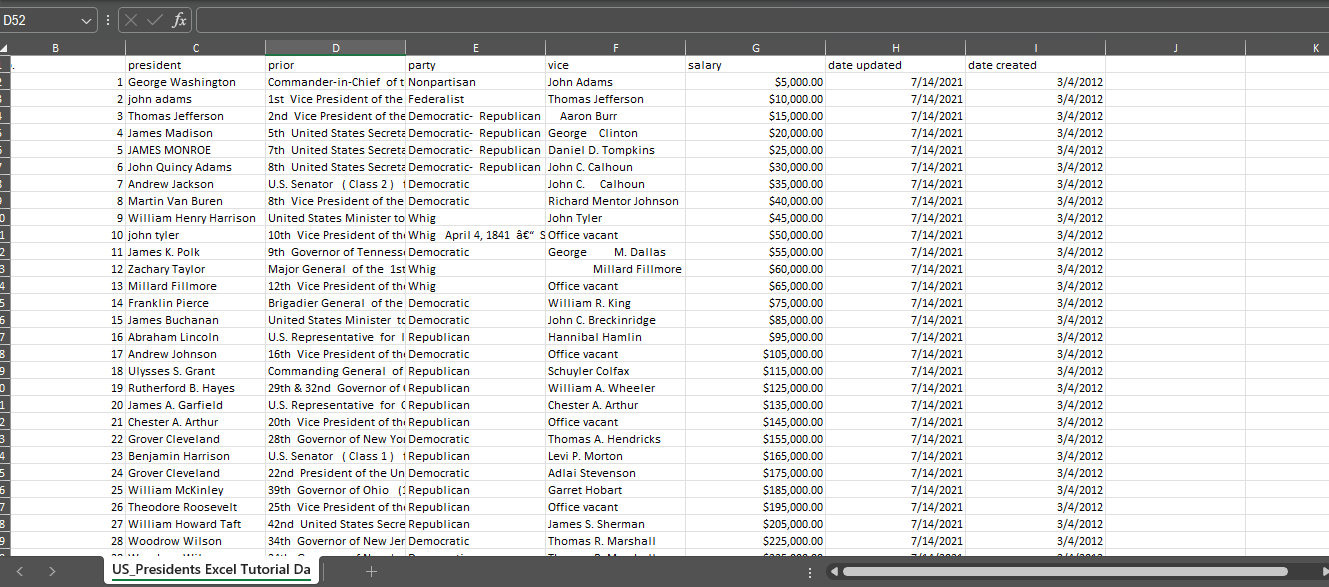 D52 fx
B C D E F G H I J K
. president prior party vice salary date updated date created
1 George Washington Commander-in-Chief of t Nonpartisan John Adams $5,000.00 7/14/2021 3/4/2012
2 john adams 1st Vice President of the Federalist Thomas Jefferson $10,000.00 7/14/2021 3/4/2012
3 Thomas Jefferson 2nd Vice President of the Democratic- Republican Aaron Burr $15,000.00 7/14/2021 3/4/2012
4 James Madison 5th United States Secreta Democratic- Republican George Clinton $20,000.00 7/14/2021 3/4/2012
5 JAMES MONROE 7th United States Secreta Democratic- Republican Daniel D. Tompkins $25,000.00 7/14/2021 3/4/2012
6 John Quincy Adams 8th United States Secreta Democratic- Republican John C. Calhoun $30,000.00 7/14/2021 3/4/2012
7 Andrew Jackson U.S. Senator ( Class 2 ) Democratic John C. Calhoun $35,000.00 7/14/2021 3/4/2012
8 Martin Van Buren 8th Vice President of the Democratic Richard Mentor Johnson $40,000.00 7/14/2021 3/4/2012
9 William Henry Harrison United States Minister to Whig John Tyler $45,000.00 7/14/2021 3/4/2012
10 john tyler 10th Vice President of the Whig April 4, 1841 â€“ S Office vacant $50,000.00 7/14/2021 3/4/2012
11 James K. Polk 9th Governor of Tenness Democratic George M. Dallas $55,000.00 7/14/2021 3/4/2012
12 Zachary Taylor Major General of the 1st Whig Millard Fillmore $60,000.00 7/14/2021 3/4/2012
13 Millard Fillmore 12th Vice President of the Whig Office vacant $65,000.00 7/14/2021 3/4/2012
14 Franklin Pierce Brigadier General of the Democratic William R. King $75,000.00 7/14/2021 3/4/2012
15 James Buchanan United States Minister to Democratic John C. Breckinridge $85,000.00 7/14/2021 3/4/2012
16 Abraham Lincoln U.S. Representative for I Republican Hannibal Hamlin $95,000.00 7/14/2021 3/4/2012
17 Andrew Johnson 16th Vice President of the Democratic Office vacant $105,000.00 7/14/2021 3/4/2012
18 Ulysses S. Grant Commanding General of Republican Schuyler Colfax $115,000.00 7/14/2021 3/4/2012
19 Rutherford B. Hayes 29th & 32nd Governor of Republican William A. Wheeler $125,000.00 7/14/2021 3/4/2012
20 James A. Garfield U.S. Representative for Republican Chester A. Arthur $135,000.00 7/14/2021 3/4/2012
21 Chester A. Arthur 20th Vice President of the Republican Office vacant $145,000.00 7/14/2021 3/4/2012
22 Grover Cleveland 28th Governor of New Yo Democratic Thomas A. Hendricks $155,000.00 7/14/2021 3/4/2012
23 Benjamin Harrison U.S. Senator ( Class 1 ) Republican Levi P. Morton $165,000.00 7/14/2021 3/4/2012
24 Grover Cleveland 22nd President of the Un Democratic Adlai Stevenson $175,000.00 7/14/2021 3/4/2012
25 William McKinley 39th Governor of Ohio Republican Garret Hobart $185,000.00 7/14/2021 3/4/2012
26 Theodore Roosevelt 25th Vice President of the Republican Office vacant $195,000.00 7/14/2021 3/4/2012
27 William Howard Taft 42nd United States Secre Republican James S. Sherman $205,000.00 7/14/2021 3/4/2012
28 Woodrow Wilson 34th Governor of New Jer Democratic Thomas R. Marshall $225,000.00 7/14/2021 3/4/2012
US_Presidents Excel Tutorial Da